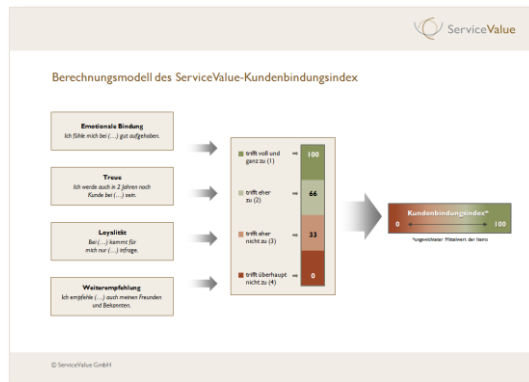 ServiceValue
Berechnungsmodell des ServiceValue-Kundenbindungsindex
Emotionale Bindung
Ich fühle mich bei (...) gut aufgehoben.
Treue
Ich werde auch in 2 Jahren noch
Kunde bei (...) sein.
Loyalität
Bei (...) kommt für
mich nur (...) infrage.
Weiterempfehlung
Ich empfehle (...) auch meinen Freunden
und Bekannten.
trifft voll und
ganz zu (1)
100
trifft eher
zu (2)
66
trifft eher
nicht zu (3)
33
trifft überhaupt
nicht zu (4)
0
Kundenbindungsindex*
0
100
*ungewichteter Mittelwert der Items
© ServiceValue GmbH